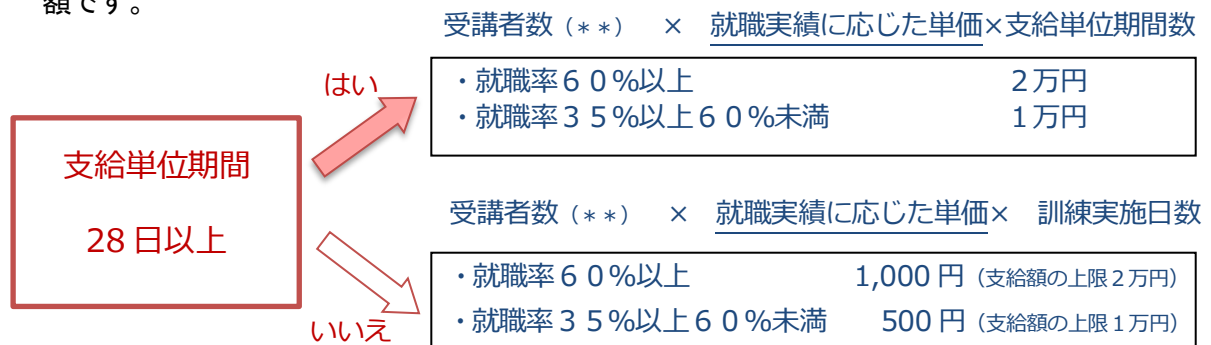 額です。
受講者数（＊＊） × 就職実績に応じた単価×支給単位期間数
はい
・就職率６０％以上 ２万円
・就職率３５％以上６０％未満 １万円
支給単位期間
28日以上
受講者数（＊＊） × 就職実績に応じた単価× 訓練実施日数
・就職率６０％以上 1,000円（支給額の上限２万円）
・就職率３５％以上６０％未満 500円（支給額の上限１万円）
いいえ